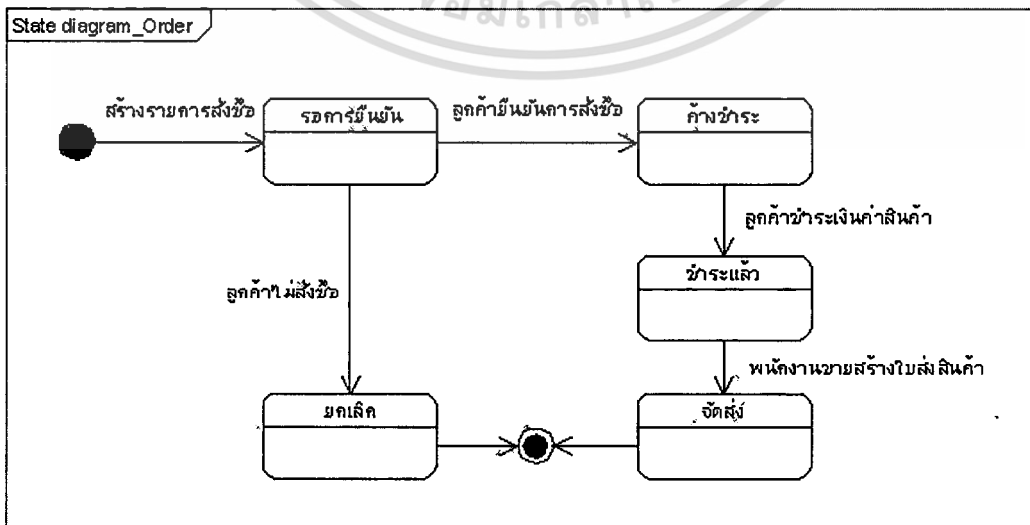 State diagram_Order
สร้างรายการสั่งซื้อ
รอการยืนยัน
ลูกค้ายืนยันการสั่งซื้อ
ค้างชำระ
ลูกค้าชำระเงินค่าสินค้า
ลูกค้าไม่สั่งซื้อ
ชำระแล้ว
พนักงานขายสร้างใบส่งสินค้า
ยกเลิก
จัดส่ง